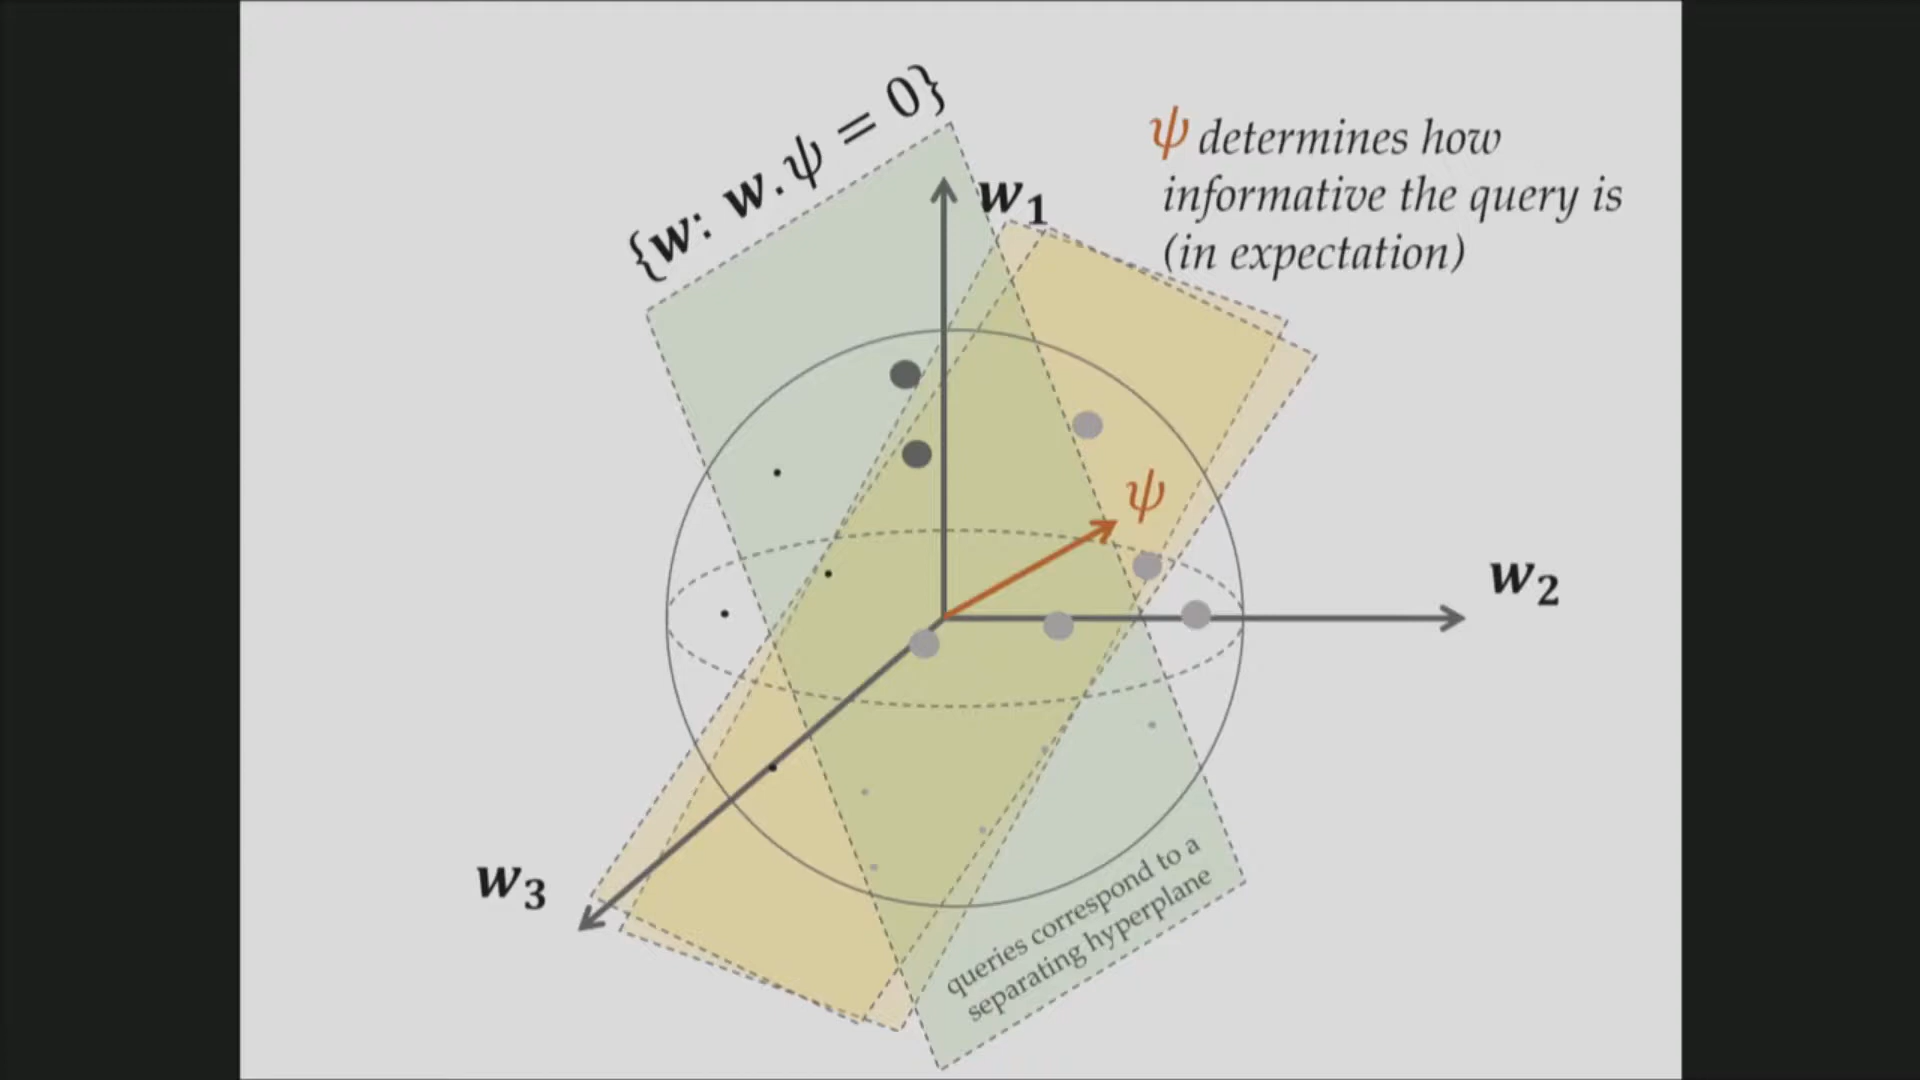 {w: w.ψ = 0}
ψ determines how
informative the query is
(in expectation)
w₁
ψ
w₂
w₃
queries correspond to a
separating hyperplane